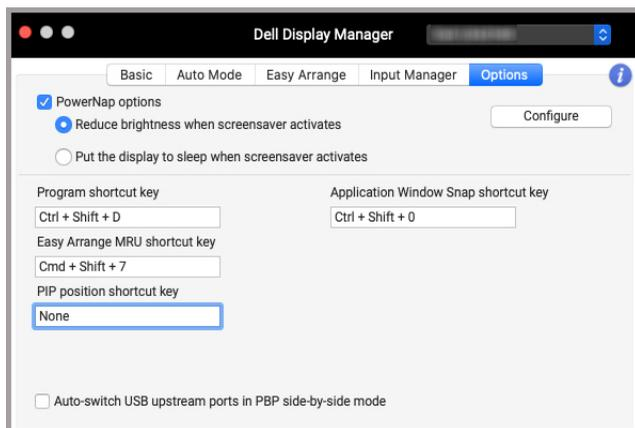 Dell Display Manager
Basic Auto Mode Easy Arrange Input Manager Options
i
PowerNap options
Reduce brightness when screensaver activates
Configure
Put the display to sleep when screensaver activates
Program shortcut key
Ctrl + Shift + D
Application Window Snap shortcut key
Ctrl + Shift + 0
Easy Arrange MRU shortcut key
Cmd + Shift + 7
PIP position shortcut key
None
Auto-switch USB upstream ports in PBP side-by-side mode